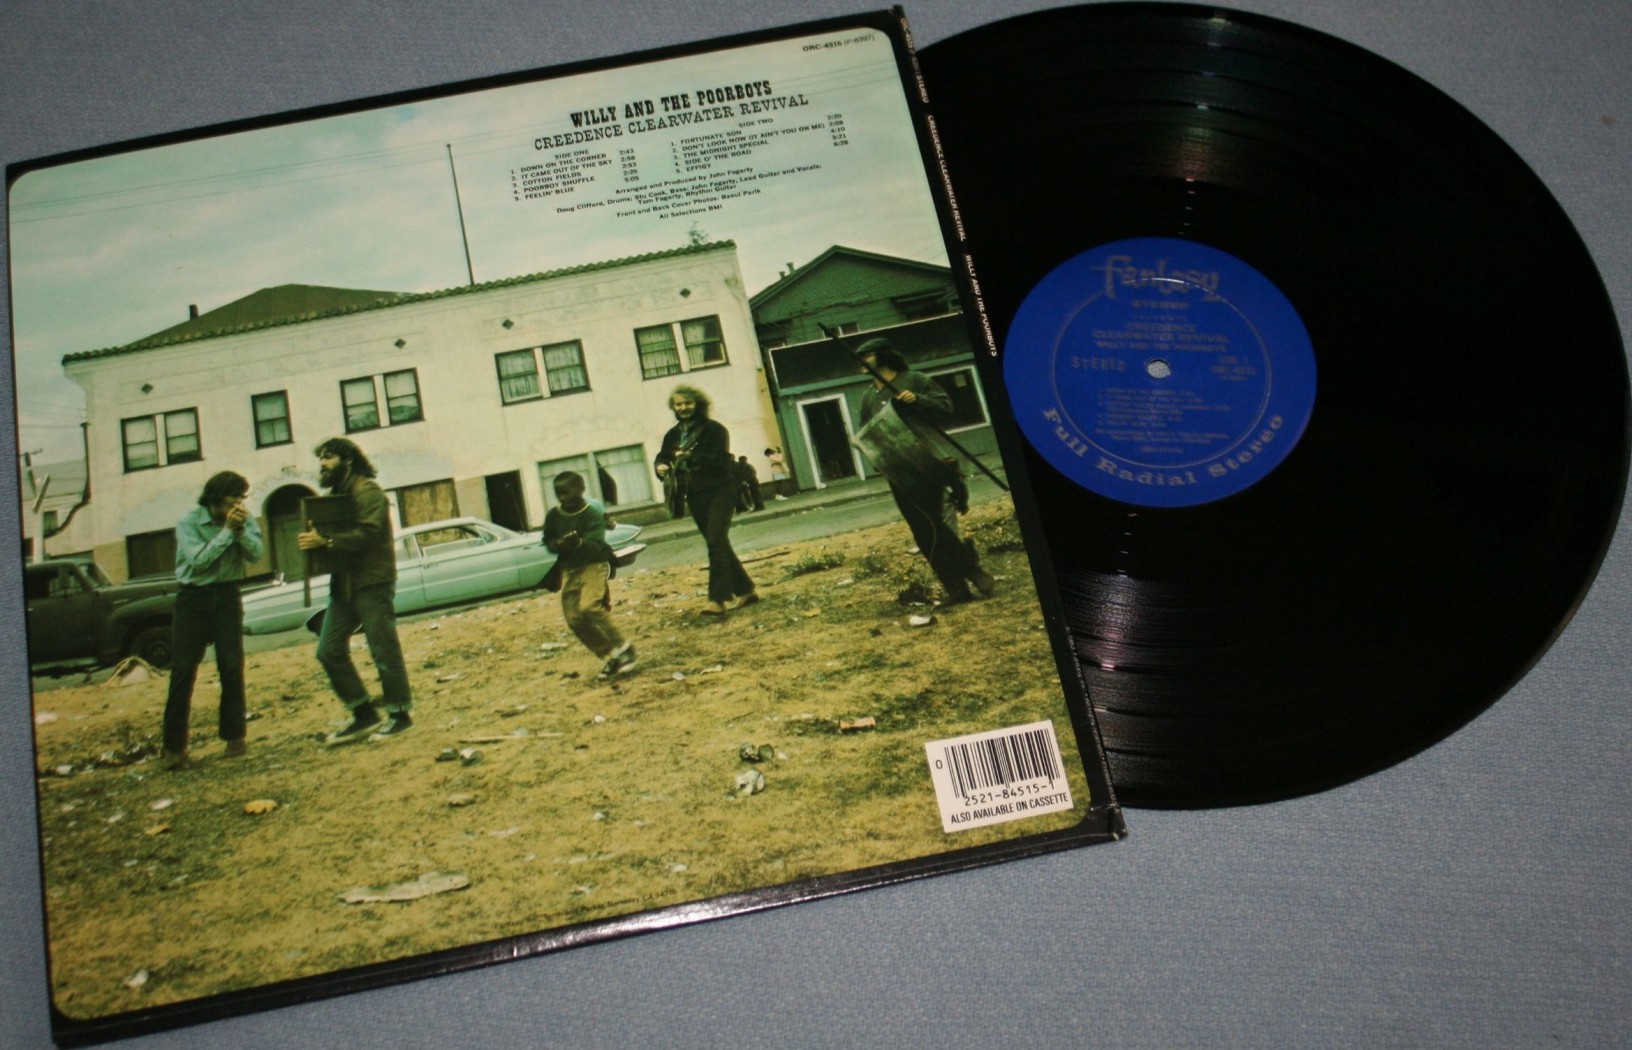 ORC-4515 (F-8397)
WILLY AND THE POORBOYS
CREEDENCE CLEARWATER REVIVAL
SIDE ONE
1. DOWN ON THE CORNER 2:43
2. IT CAME OUT OF THE SKY 2:56
3. COTTON FIELDS 2:53
4. POORBOY SHUFFLE 2:25
5. FEELIN' BLUE 5:05
SIDE TWO
1. FORTUNATE SON 2:20
2. DON'T LOOK NOW (IT AIN'T YOU OR ME) 2:08
3. THE MIDNIGHT SPECIAL 4:10
4. SIDE O' THE ROAD 3:21
5. EFFIGY 6:26
Arranged and Produced by John Fogerty
Doug Clifford, Drums; Stu Cook, Bass; John Fogerty, Lead Guitar and Vocals;
Tom Fogerty, Rhythm Guitar
Front and Back Cover Photos: Basul Parik
All Selections BMI
CREEDENCE CLEARWATER REVIVAL WILLY AND THE POORBOYS
Fantasy
STEREO
CREEDENCE
CLEARWATER REVIVAL
WILLY AND THE POORBOYS
STEREO
Full Radial Stereo
0
2521-84515-1
ALSO AVAILABLE ON CASSETTE
Berkeley, CA 94710